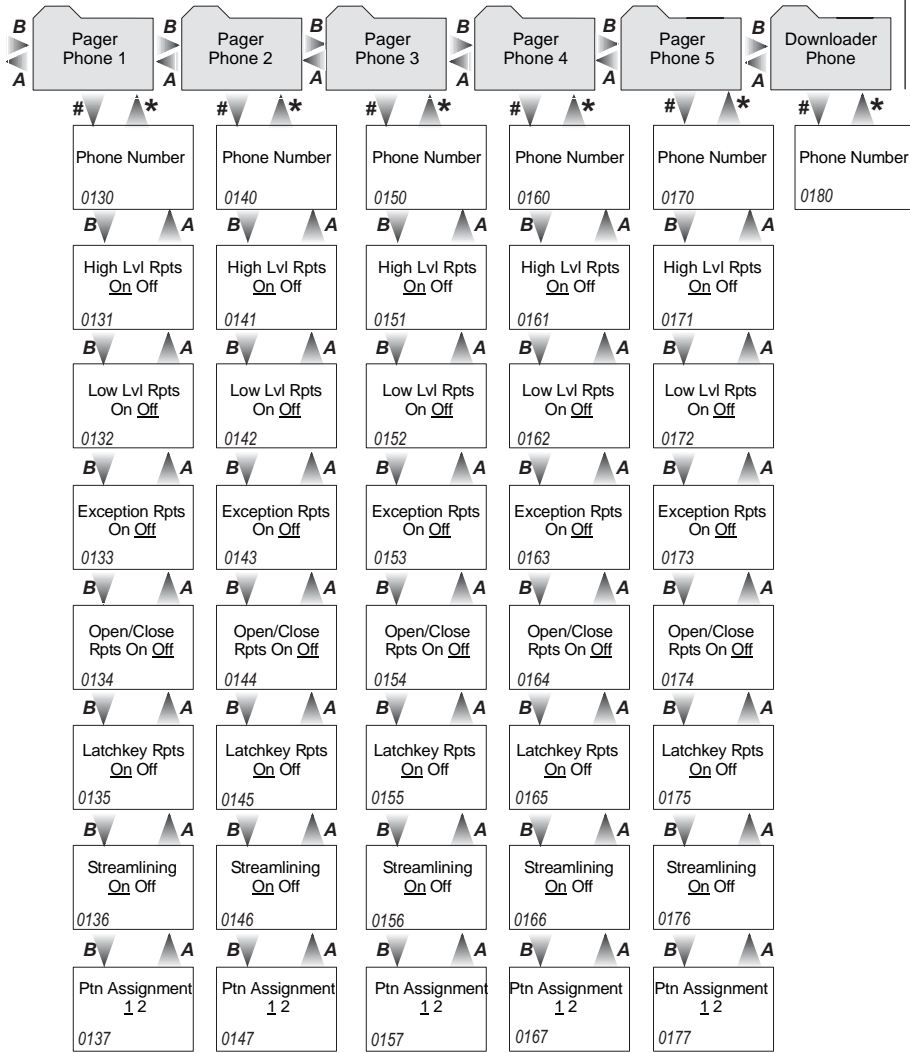 B
A
Pager
Phone 1
B
A
Pager
Phone 2
B
A
Pager
Phone 3
B
A
Pager
Phone 4
B
A
Pager
Phone 5
B
A
Downloader
Phone
# * # * # * # * # * # *
Phone Number Phone Number Phone Number Phone Number Phone Number Phone Number
0130 0140 0150 0160 0170 0180
B A B A B A B A B A
High Lvl Rpts High Lvl Rpts High Lvl Rpts High Lvl Rpts High Lvl Rpts
On Off On Off On Off On Off On Off
0131 0141 0151 0161 0171
B A B A B A B A B A
Low Lvl Rpts Low Lvl Rpts Low Lvl Rpts Low Lvl Rpts Low Lvl Rpts
On Off On Off On Off On Off On Off
0132 0142 0152 0162 0172
B A B A B A B A B A
Exception Rpts Exception Rpts Exception Rpts Exception Rpts Exception Rpts
On Off On Off On Off On Off On Off
0133 0143 0153 0163 0173
B A B A B A B A B A
Open/Close Open/Close Open/Close Open/Close Open/Close
Rpts On Off Rpts On Off Rpts On Off Rpts On Off Rpts On Off
0134 0144 0154 0164 0174
B A B A B A B A B A
Latchkey Rpts Latchkey Rpts Latchkey Rpts Latchkey Rpts Latchkey Rpts
On Off On Off On Off On Off On Off
0135 0145 0155 0165 0175
B A B A B A B A B A
Streamlining Streamlining Streamlining Streamlining Streamlining
On Off On Off On Off On Off On Off
0136 0146 0156 0166 0176
B A B A B A B A B A
Ptn Assignment Ptn Assignment Ptn Assignment Ptn Assignment Ptn Assignment
1 2 1 2 1 2 1 2 1 2
0137 0147 0157 0167 0177